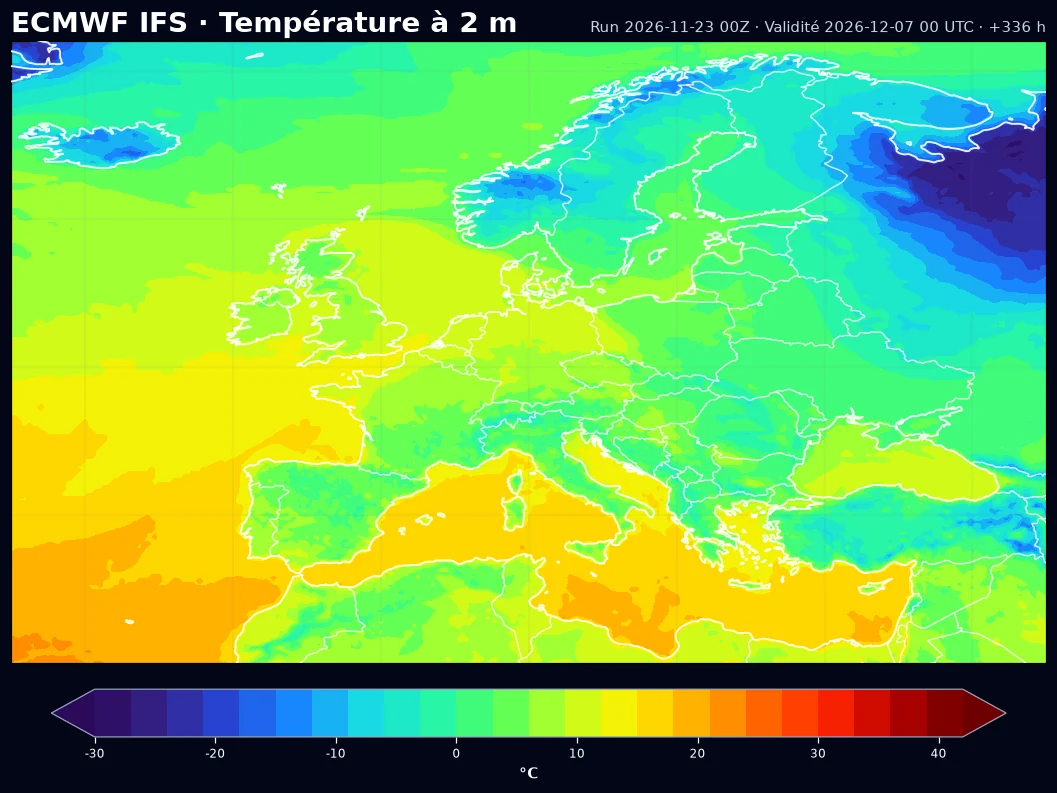 ECMWF IFS · Température à 2 m
Run 2026-11-23 00Z · Validité 2026-12-07 00 UTC · +336 h
-30 -20 -10 0 10 20 30 40
°C